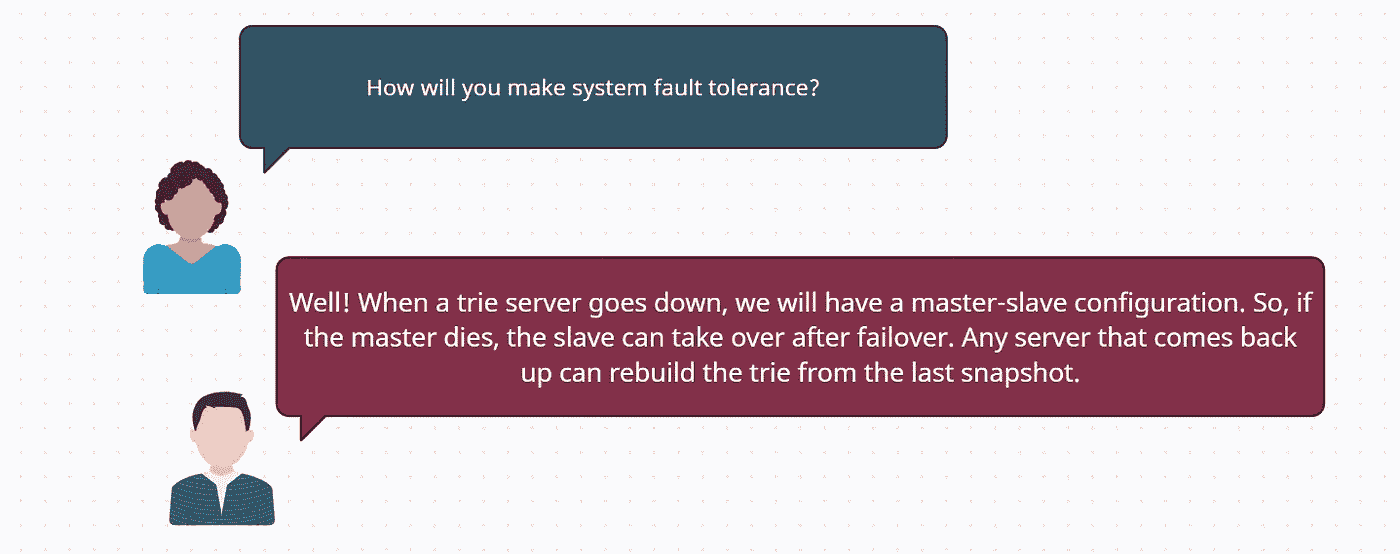 How will you make system fault tolerance?
Well! When a trie server goes down, we will have a master-slave configuration. So, if
the master dies, the slave can take over after failover. Any server that comes back
up can rebuild the trie from the last snapshot.